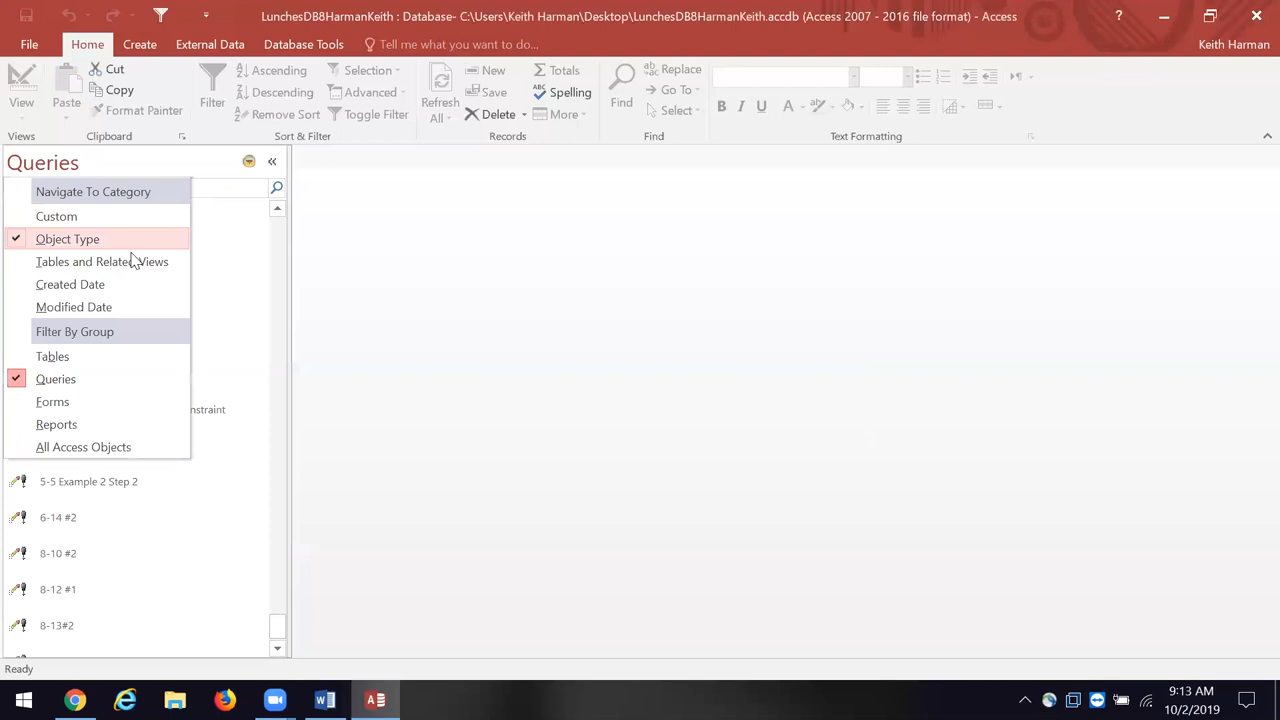 LunchesDB8HarmanKeith : Database- C:\Users\Keith Harman\Desktop\LunchesDB8HarmanKeith.accdb (Access 2007 - 2016 file format) - Access
?
File Home Create External Data Database Tools Tell me what you want to do... Keith Harman
View
Views
Paste
Cut
Copy
Format Painter
Clipboard
Filter
Ascending
Descending
Remove Sort
Selection
Advanced
Toggle Filter
Sort & Filter
Refresh
All
New
Save
Delete
Totals
Spelling
More
Records
Find
Replace
Go To
Select
Find
B I U A
Text Formatting
Queries
Navigate To Category
Custom
Object Type
Tables and Related Views
Created Date
Modified Date
Filter By Group
Tables
Queries
Forms
Reports
All Access Objects
nstraint
5-5 Example 2 Step 2
6-14 #2
8-10 #2
8-12 #1
8-13#2
Ready
9:13 AM
10/2/2019